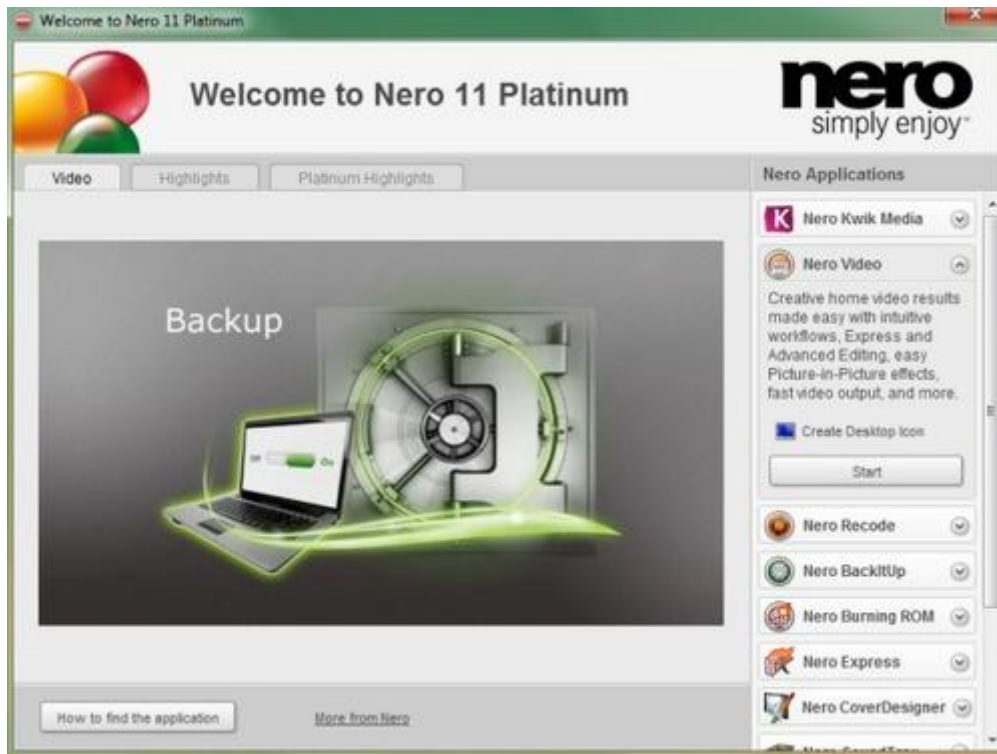 Welcome to Nero 11 Platinum
Welcome to Nero 11 Platinum
nero
simply enjoy
Video
Highlights
Platinum Highlights
Nero Applications
Backup
Off
On
K
Nero Kwik Media
Nero Video
Creative home video results
made easy with intuitive
workflows, Express and
Advanced Editing, easy
Picture-in-Picture effects,
fast video output, and more.
Create Desktop Icon
Start
Nero Recode
Nero BackItUp
Nero Burning ROM
Nero Express
Nero CoverDesigner
How to find the application
More from Nero